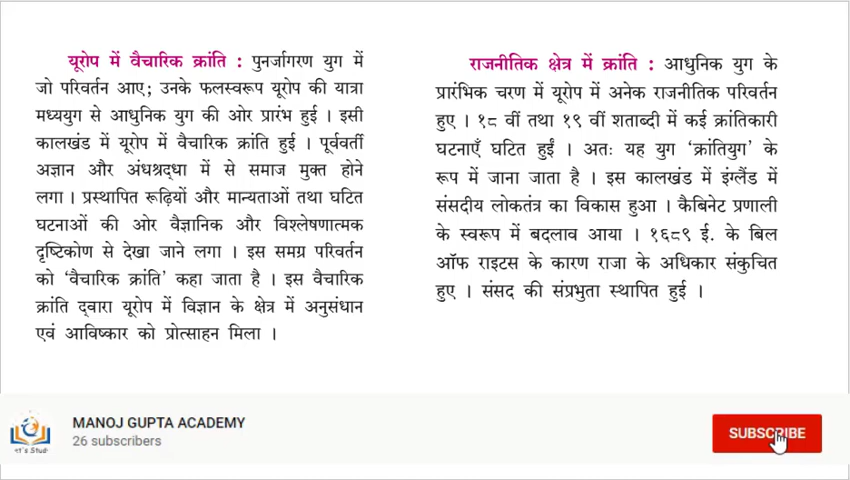 यूरोप में वैचारिक क्रांति : पुनर्जागरण युग में
जो परिवर्तन आए; उनके फलस्वरूप यूरोप की यात्रा
मध्ययुग से आधुनिक युग की ओर प्रारंभ हुई । इसी
कालखंड में यूरोप में वैचारिक क्रांति हुई । पूर्ववर्ती
अज्ञान और अंधश्रद्धा में से समाज मुक्त होने
लगा । प्रस्थापित रूढ़ियों और मान्यताओं तथा घटित
घटनाओं की ओर वैज्ञानिक और विश्लेषणात्मक
दृष्टिकोण से देखा जाने लगा । इस समग्र परिवर्तन
को ‘वैचारिक क्रांति’ कहा जाता है । इस वैचारिक
क्रांति द्वारा यूरोप में विज्ञान के क्षेत्र में अनुसंधान
एवं आविष्कार को प्रोत्साहन मिला ।
राजनीतिक क्षेत्र में क्रांति : आधुनिक युग के
प्रारंभिक चरण में यूरोप में अनेक राजनीतिक परिवर्तन
हुए । १८ वीं तथा १९ वीं शताब्दी में कई क्रांतिकारी
घटनाएँ घटित हुईं । अतः यह युग ‘क्रांतियुग’ के
रूप में जाना जाता है । इस कालखंड में इंग्लैंड में
संसदीय लोकतंत्र का विकास हुआ । कैबिनेट प्रणाली
के स्वरूप में बदलाव आया । १६८९ ई. के बिल
ऑफ राइटस के कारण राजा के अधिकार संकुचित
हुए । संसद की संप्रभुता स्थापित हुई ।
MANOJ GUPTA ACADEMY
26 subscribers
SUBSCRIBE